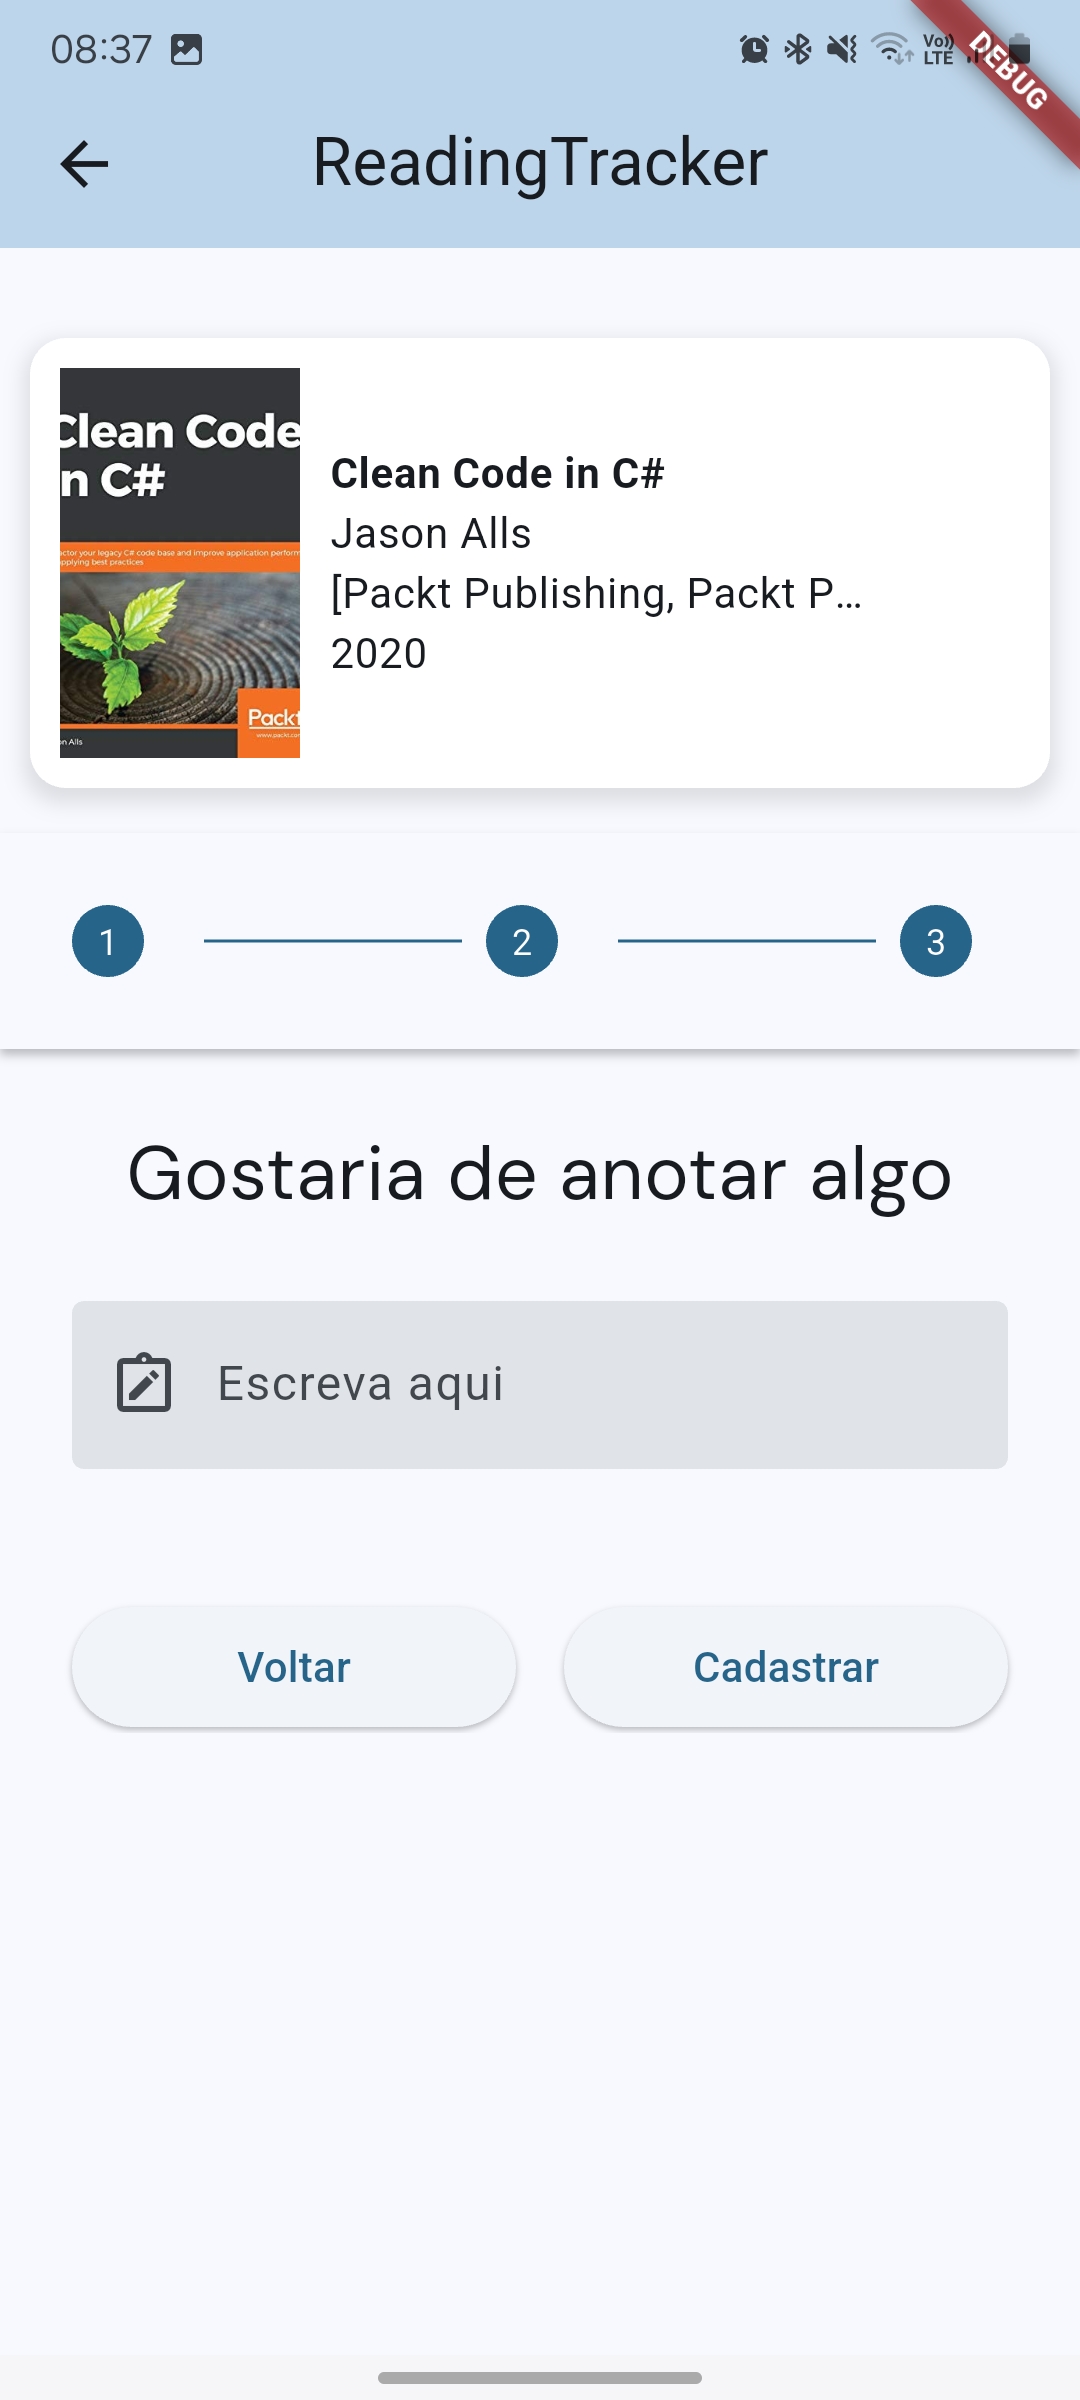 08:37
Vo))
LTE
DEBUG
ReadingTracker
Clean Code
n C#
actor your legacy C# code base and improve application perform
applying best practices
Packt
www.packt.co
on Alls
Clean Code in C#
Jason Alls
[Packt Publishing, Packt P...
2020
1
2
3
Gostaria de anotar algo
Escreva aqui
Voltar
Cadastrar